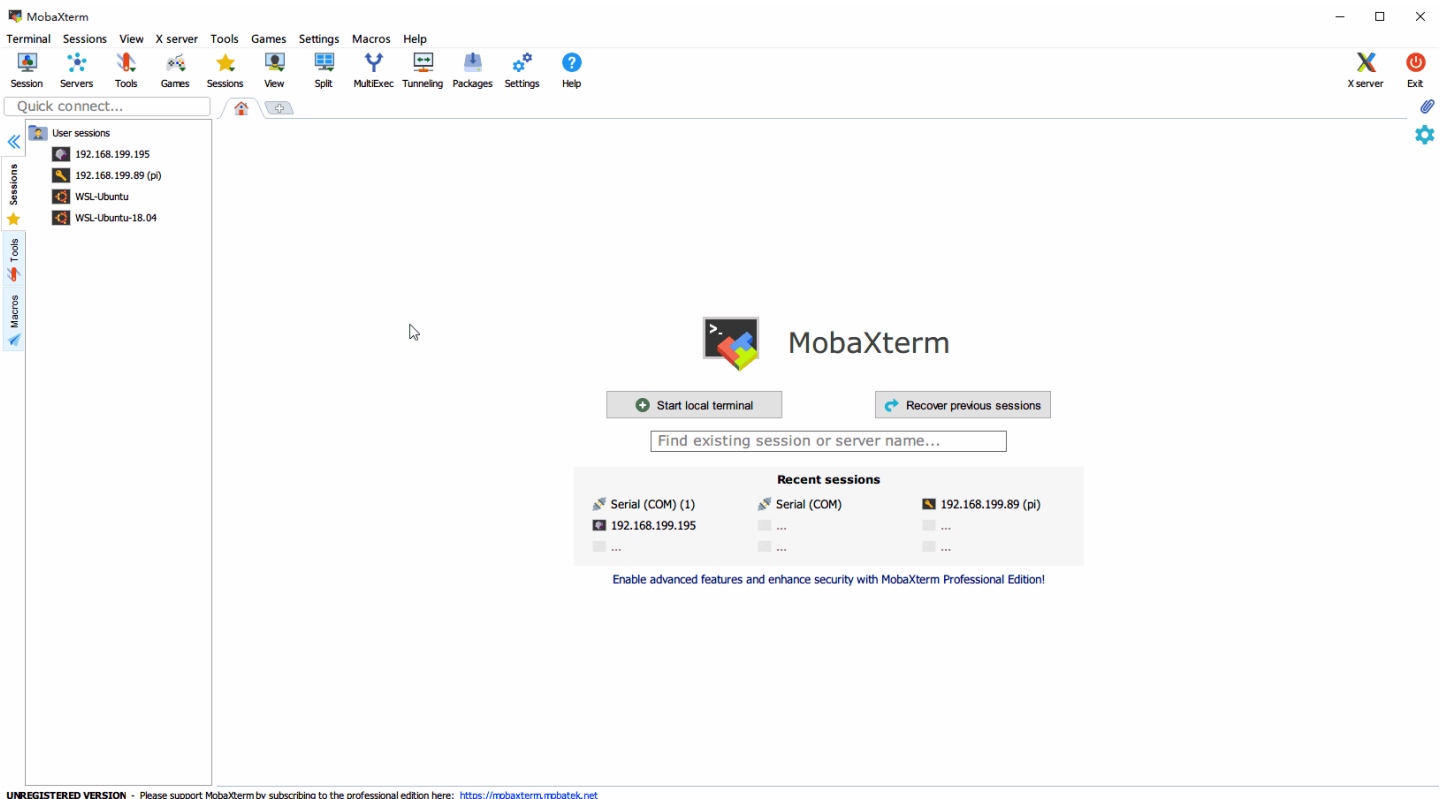 MobaXterm
Terminal Sessions View X server Tools Games Settings Macros Help
Session Servers Tools Games Sessions View Split MultiExec Tunneling Packages Settings Help X server Exit
Quick connect...
User sessions
192.168.199.195
192.168.199.89 (pi)
WSL-Ubuntu
WSL-Ubuntu-18.04
Sessions
Tools
Macros
>_
MobaXterm
Start local terminal Recover previous sessions
Find existing session or server name...
Recent sessions
Serial (COM) (1) Serial (COM) 192.168.199.89 (pi)
192.168.199.195 ... ...
... ... ...
Enable advanced features and enhance security with MobaXterm Professional Edition!
UNREGISTERED VERSION - Please support MobaXterm by subscribing to the professional edition here: https://mobaxterm.mobatek.net